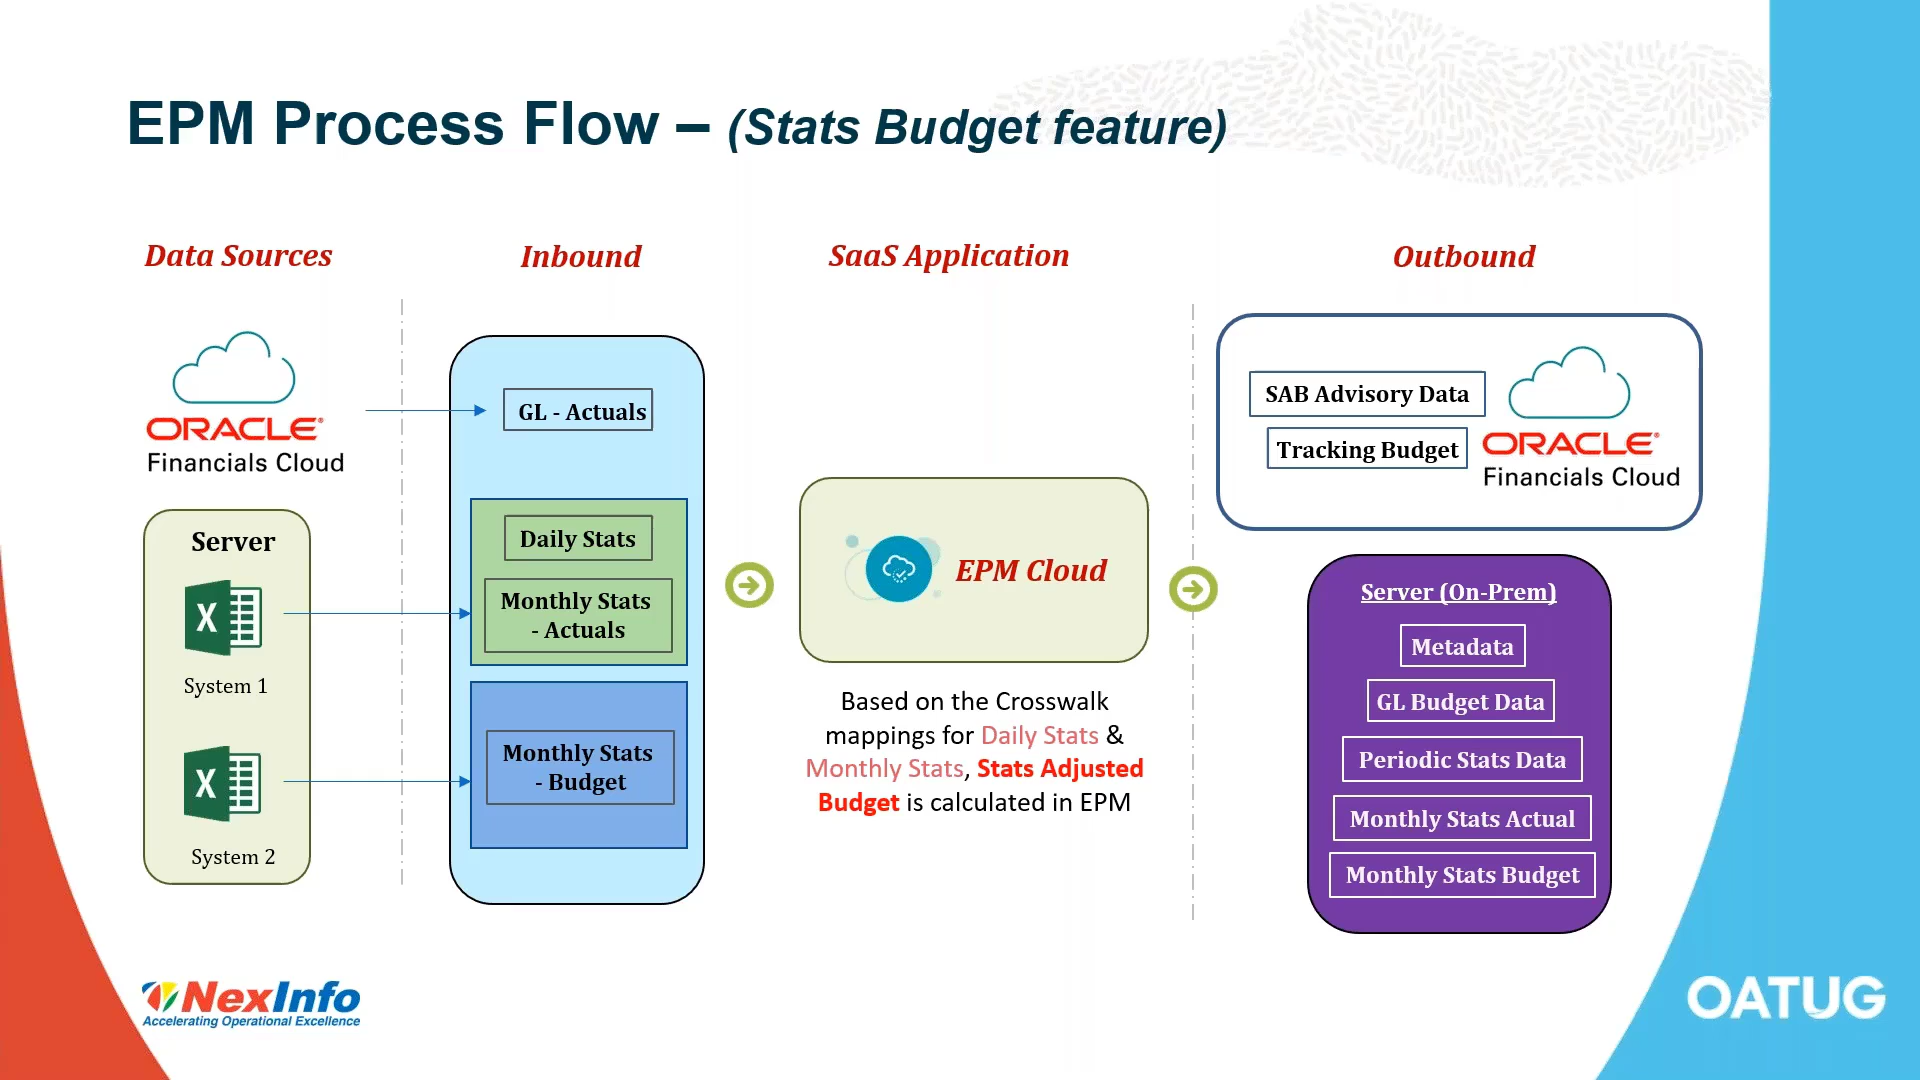 EPM Process Flow – (Stats Budget feature)
Data Sources
Inbound
SaaS Application
Outbound
ORACLE®
Financials Cloud
Server
X
System 1
X
System 2
GL - Actuals
Daily Stats
Monthly Stats
- Actuals
Monthly Stats
- Budget
EPM Cloud
Based on the Crosswalk
mappings for Daily Stats &
Monthly Stats, Stats Adjusted
Budget is calculated in EPM
SAB Advisory Data
Tracking Budget
ORACLE®
Financials Cloud
Server (On-Prem)
Metadata
GL Budget Data
Periodic Stats Data
Monthly Stats Actual
Monthly Stats Budget
NexInfo
Accelerating Operational Excellence
OATUG